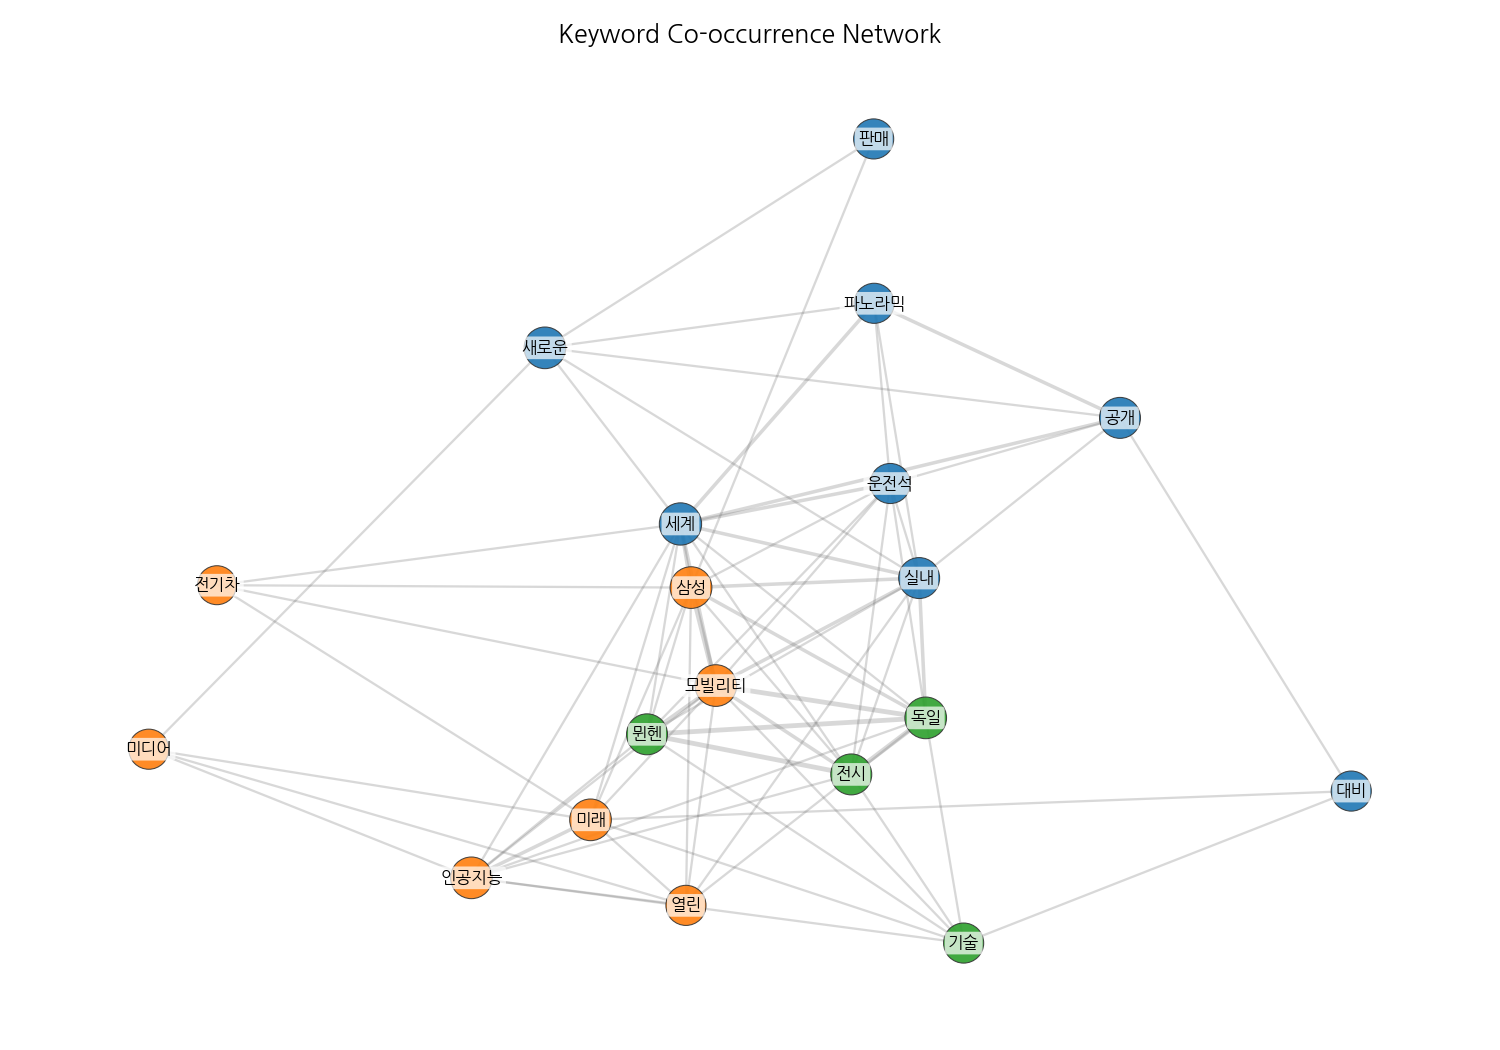 Keyword Co-occurrence Network
판매
파노라믹
새로운
공개
운전석
세계
실내
전기차
삼성
모빌리티
독일
뮌헨
미디어
전시
대비
미래
인공지능
열린
기술